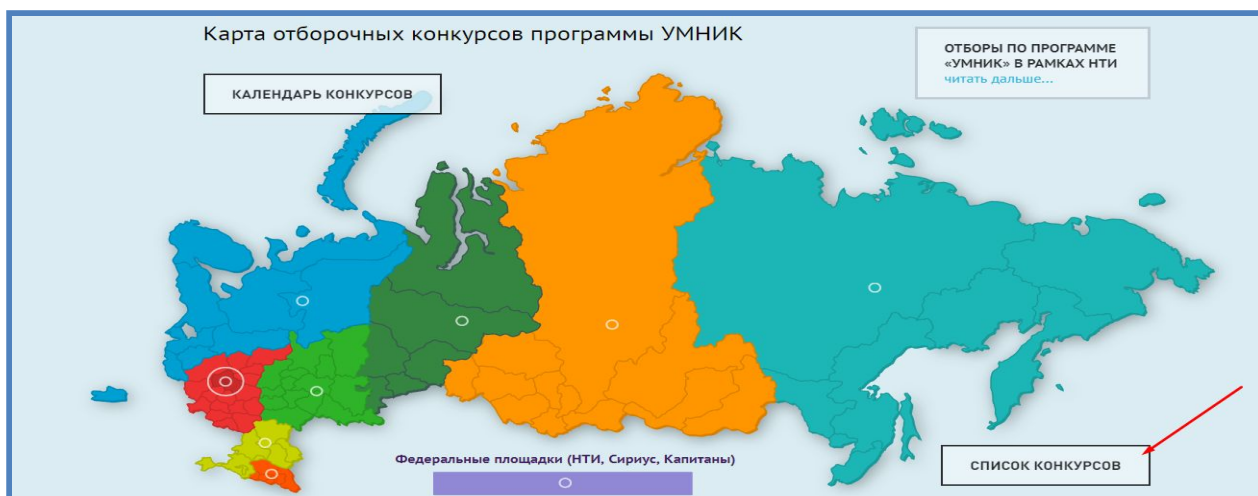 Карта отборочных конкурсов программы УМНИК
КАЛЕНДАРЬ КОНКУРСОВ
ОТБОРЫ ПО ПРОГРАММЕ
«УМНИК» В РАМКАХ НТИ
читать дальше...
Федеральные площадки (НТИ, Сириус, Капитаны)
СПИСОК КОНКУРСОВ